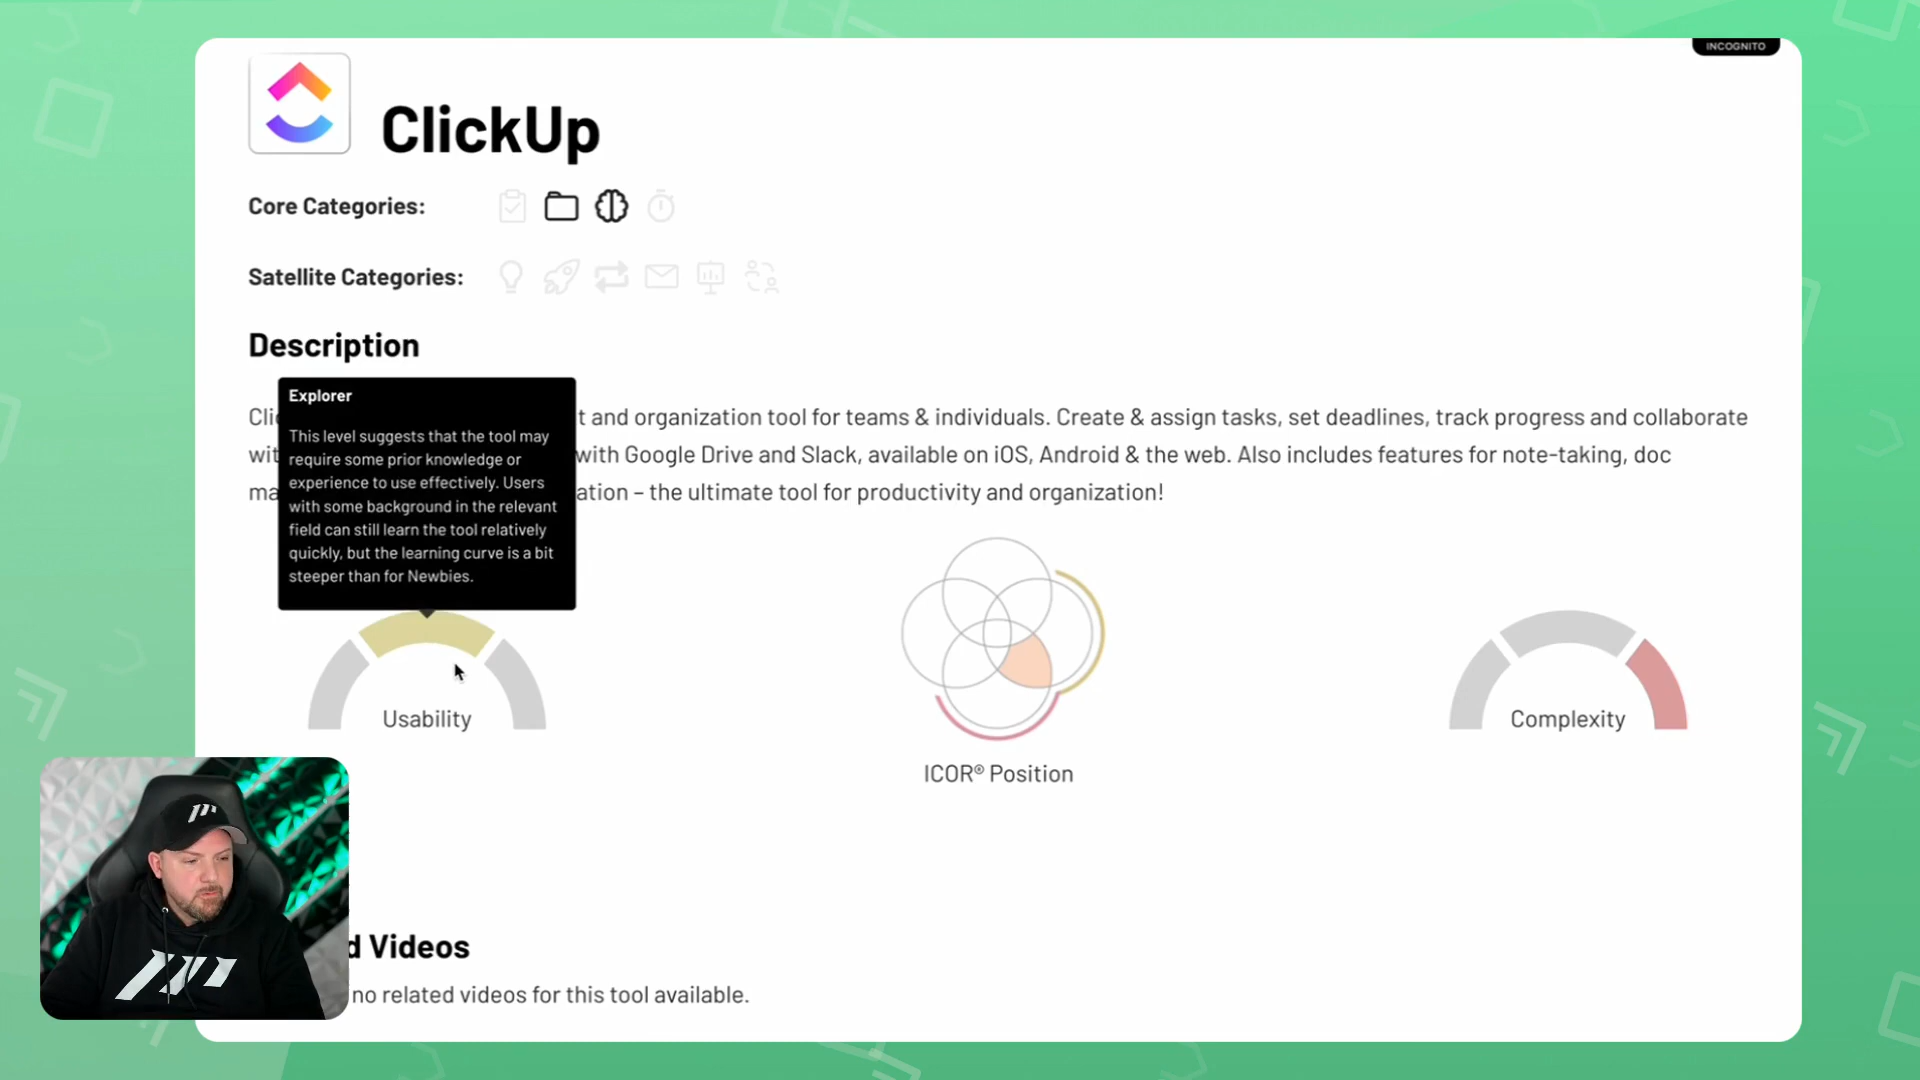 INCOGNITO
ClickUp
Core Categories:
Satellite Categories:
Description
Explorer
This level suggests that the tool may
require some prior knowledge or
experience to use effectively. Users
with some background in the relevant
field can still learn the tool relatively
quickly, but the learning curve is a bit
steeper than for Newbies.
Cli t and organization tool for teams & individuals. Create & assign tasks, set deadlines, track progress and collaborate
wit with Google Drive and Slack, available on iOS, Android & the web. Also includes features for note-taking, doc
ma ation – the ultimate tool for productivity and organization!
Usability
ICOR® Position
Complexity
d Videos
no related videos for this tool available.